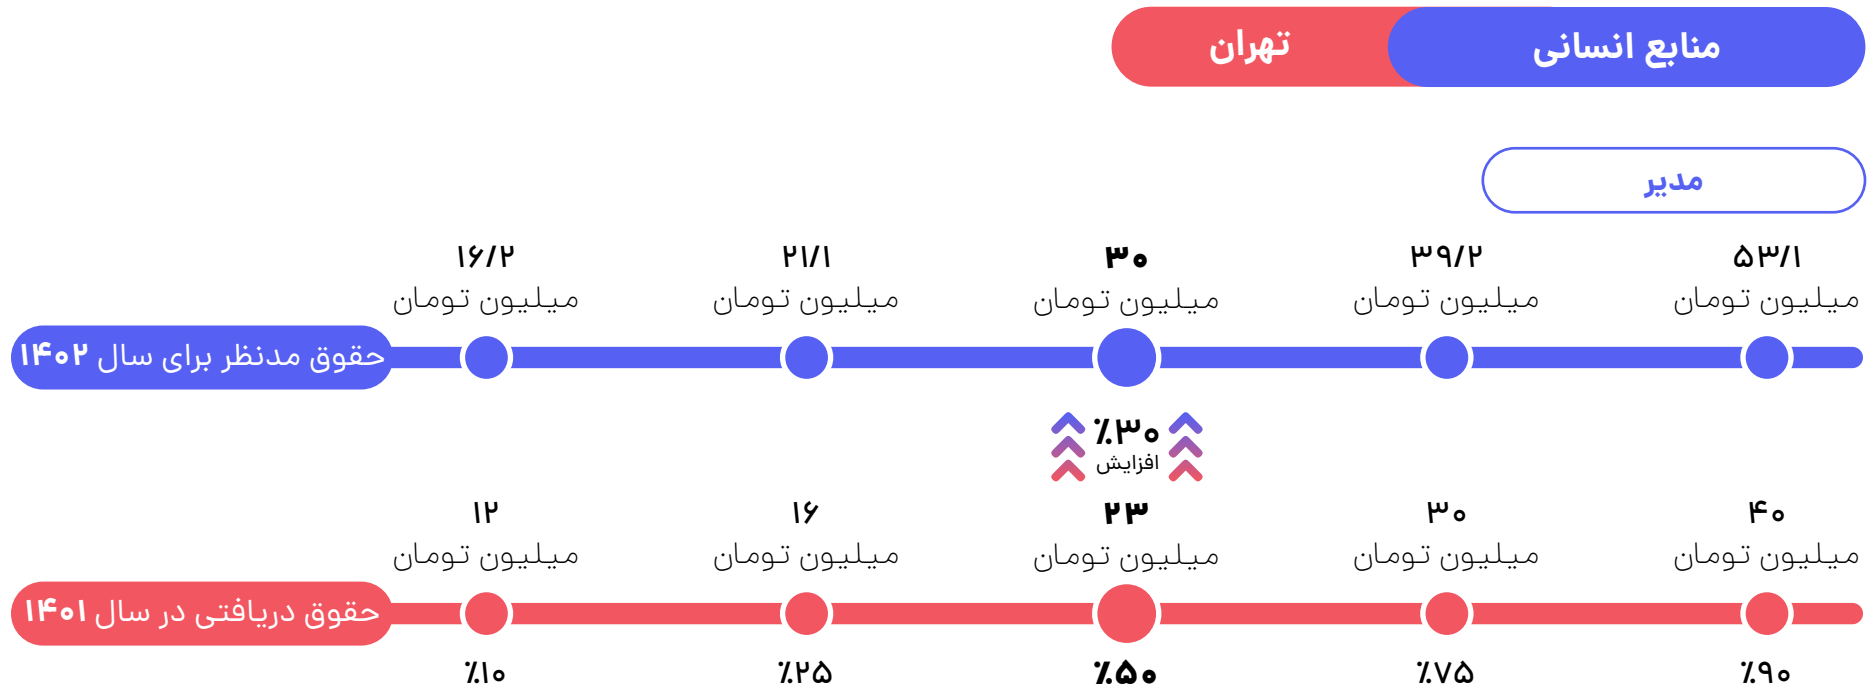 منابع انسانی
تهران
مدیر
۱۶/۲ ۲۱/۱ ۳۰ ۳۹/۲ ۵۳/۱
میلیون تومان میلیون تومان میلیون تومان میلیون تومان میلیون تومان
حقوق مدنظر برای سال ۱۴۰۲
٪۳۰
افزایش
۱۲ ۱۶ ۲۳ ۳۰ ۴۰
میلیون تومان میلیون تومان میلیون تومان میلیون تومان میلیون تومان
حقوق دریافتی در سال ۱۴۰۱
٪۱۰ ٪۲۵ ٪۵۰ ٪۷۵ ٪۹۰